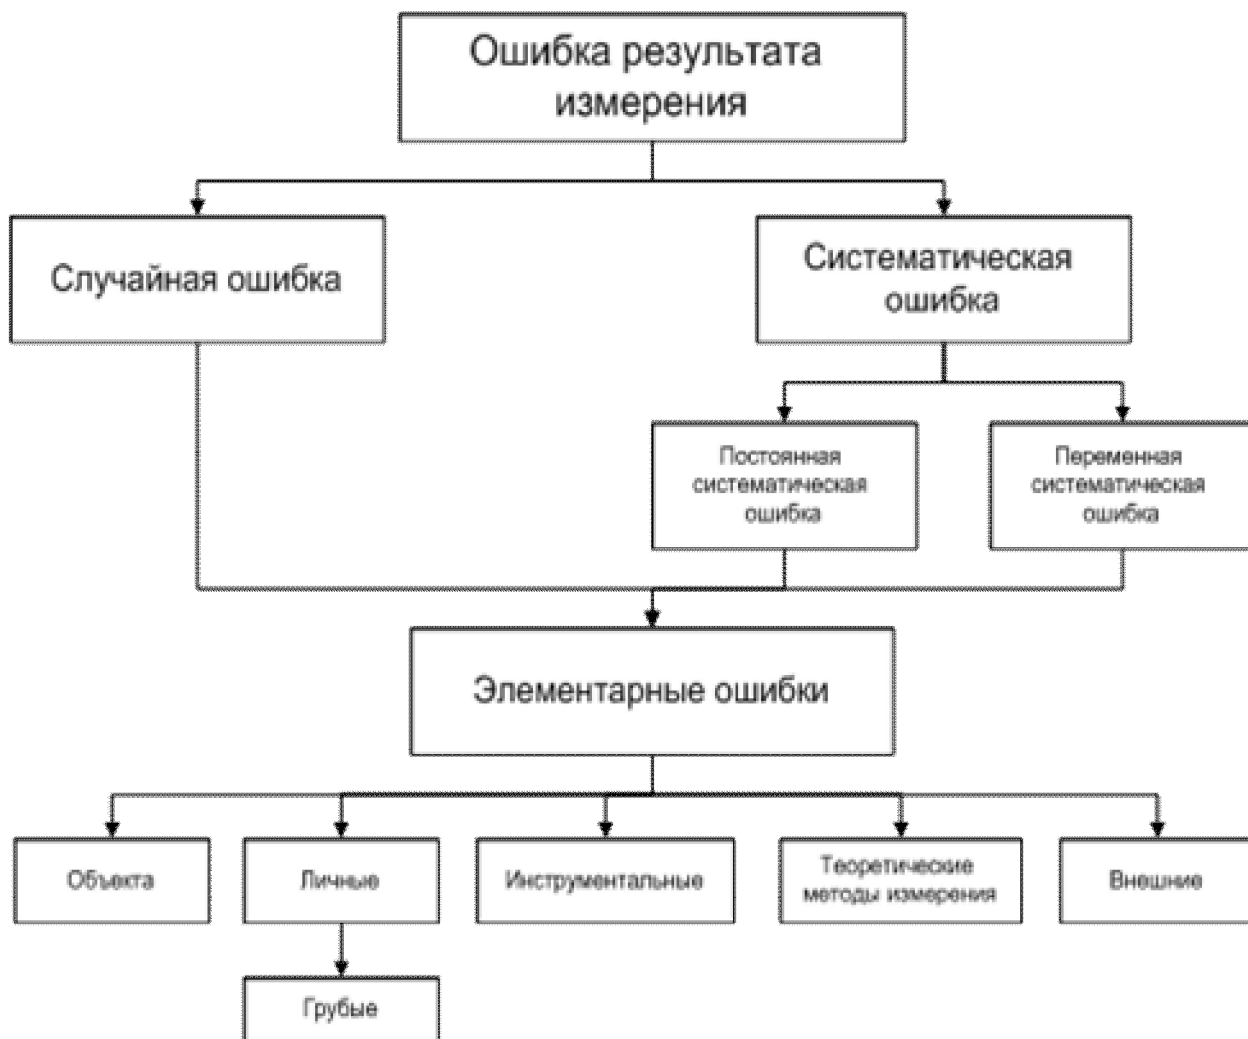 Ошибка результата
измерения
Случайная ошибка
Систематическая
ошибка
Постоянная
систематическая
ошибка
Переменная
систематическая
ошибка
Элементарные ошибки
Объекта
Личные
Инструментальные
Теоретические
методы измерения
Внешние
Грубые